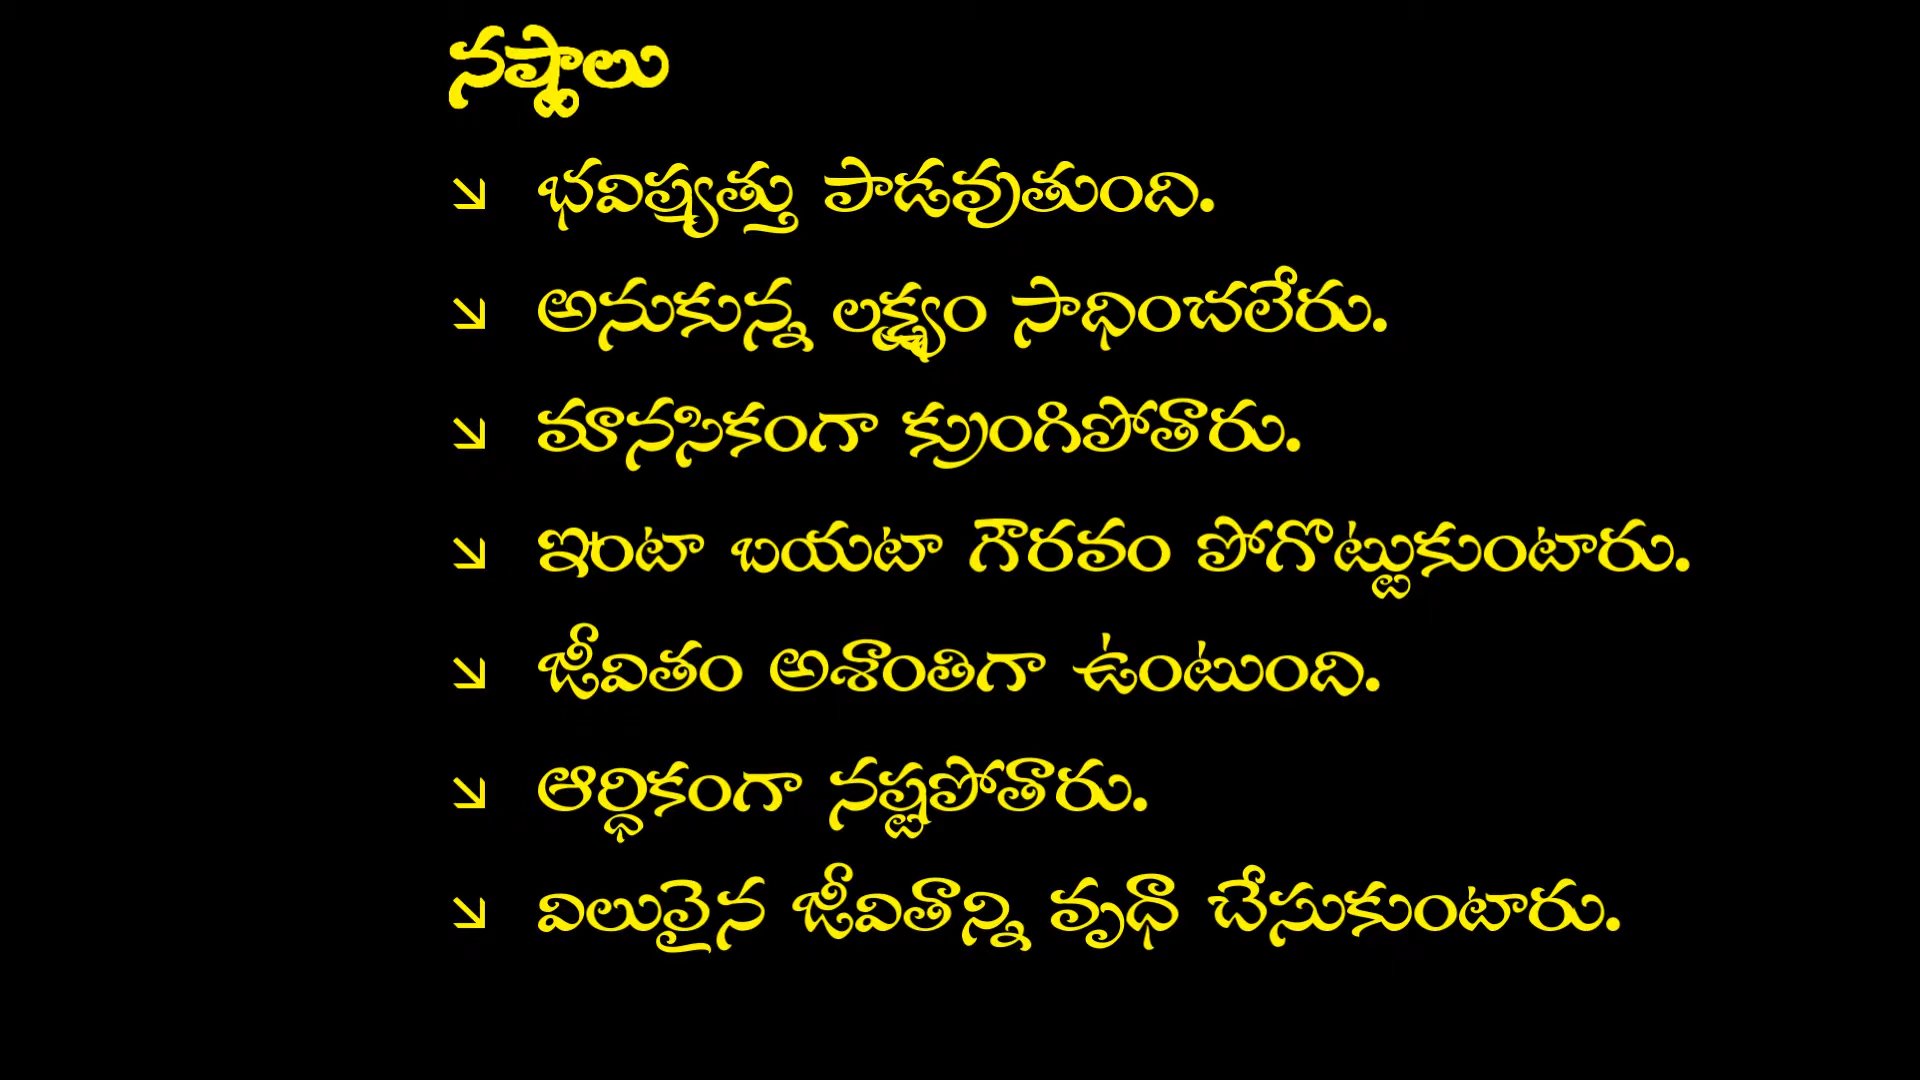 నష్టాలు
↘ భవిష్యత్తు పాడవుతుంది.
↘ అనుకున్న లక్ష్యం సాధించలేరు.
↘ మానసికంగా క్రుంగిపోతారు.
↘ ఇంటా బయటా గౌరవం పోగొట్టుకుంటారు.
↘ జీవితం అశాంతిగా ఉంటుంది.
↘ ఆర్ధికంగా నష్టపోతారు.
↘ విలువైన జీవితాన్ని వృధా చేసుకుంటారు.